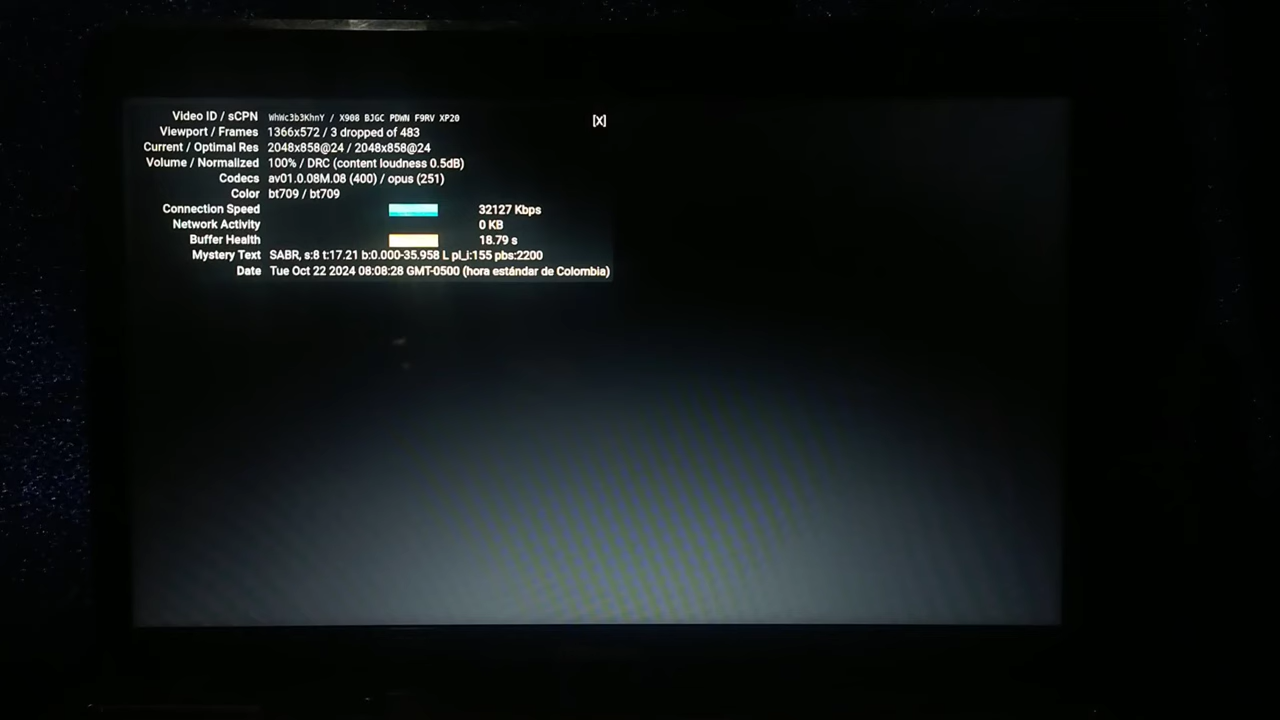 Video ID / sCPN WhWc3b3KhnY / X908 BJGC PDWN F9RV XP20
[X]
Viewport / Frames 1366x572 / 3 dropped of 483
Current / Optimal Res 2048x858@24 / 2048x858@24
Volume / Normalized 100% / DRC (content loudness 0.5dB)
Codecs av01.0.08M.08 (400) / opus (251)
Color bt709 / bt709
Connection Speed 32127 Kbps
Network Activity 0 KB
Buffer Health 18.79 s
Mystery Text SABR, s:8 t:17.21 b:0.000-35.958 L pl_i:155 pbs:2200
Date Tue Oct 22 2024 08:08:28 GMT-0500 (hora estándar de Colombia)